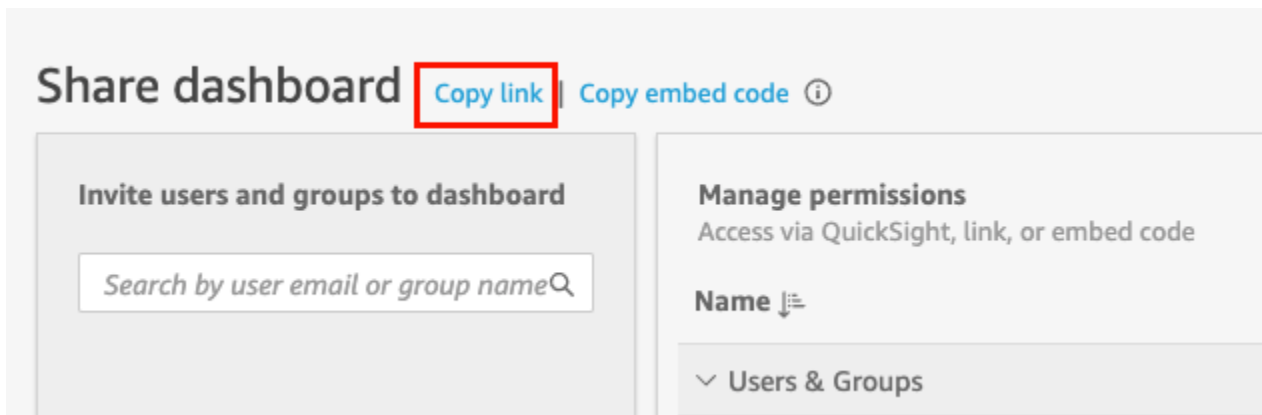 Share dashboard Copy link | Copy embed code
Invite users and groups to dashboard
Search by user email or group name
Manage permissions
Access via QuickSight, link, or embed code
Name
Users & Groups